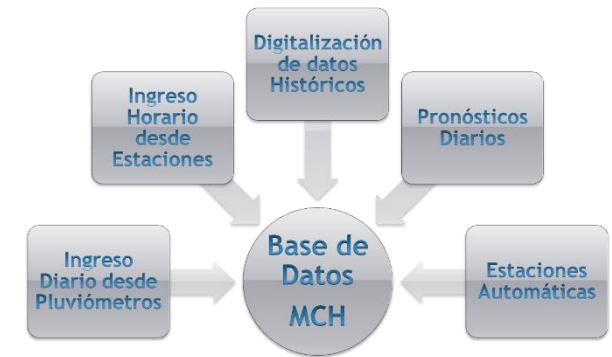 Digitalización
de datos
Históricos
Ingreso
Horario
desde
Estaciones
Pronósticos
Diarios
Ingreso
Diario desde
Pluviómetros
Base de
Datos
MCH
Estaciones
Automáticas